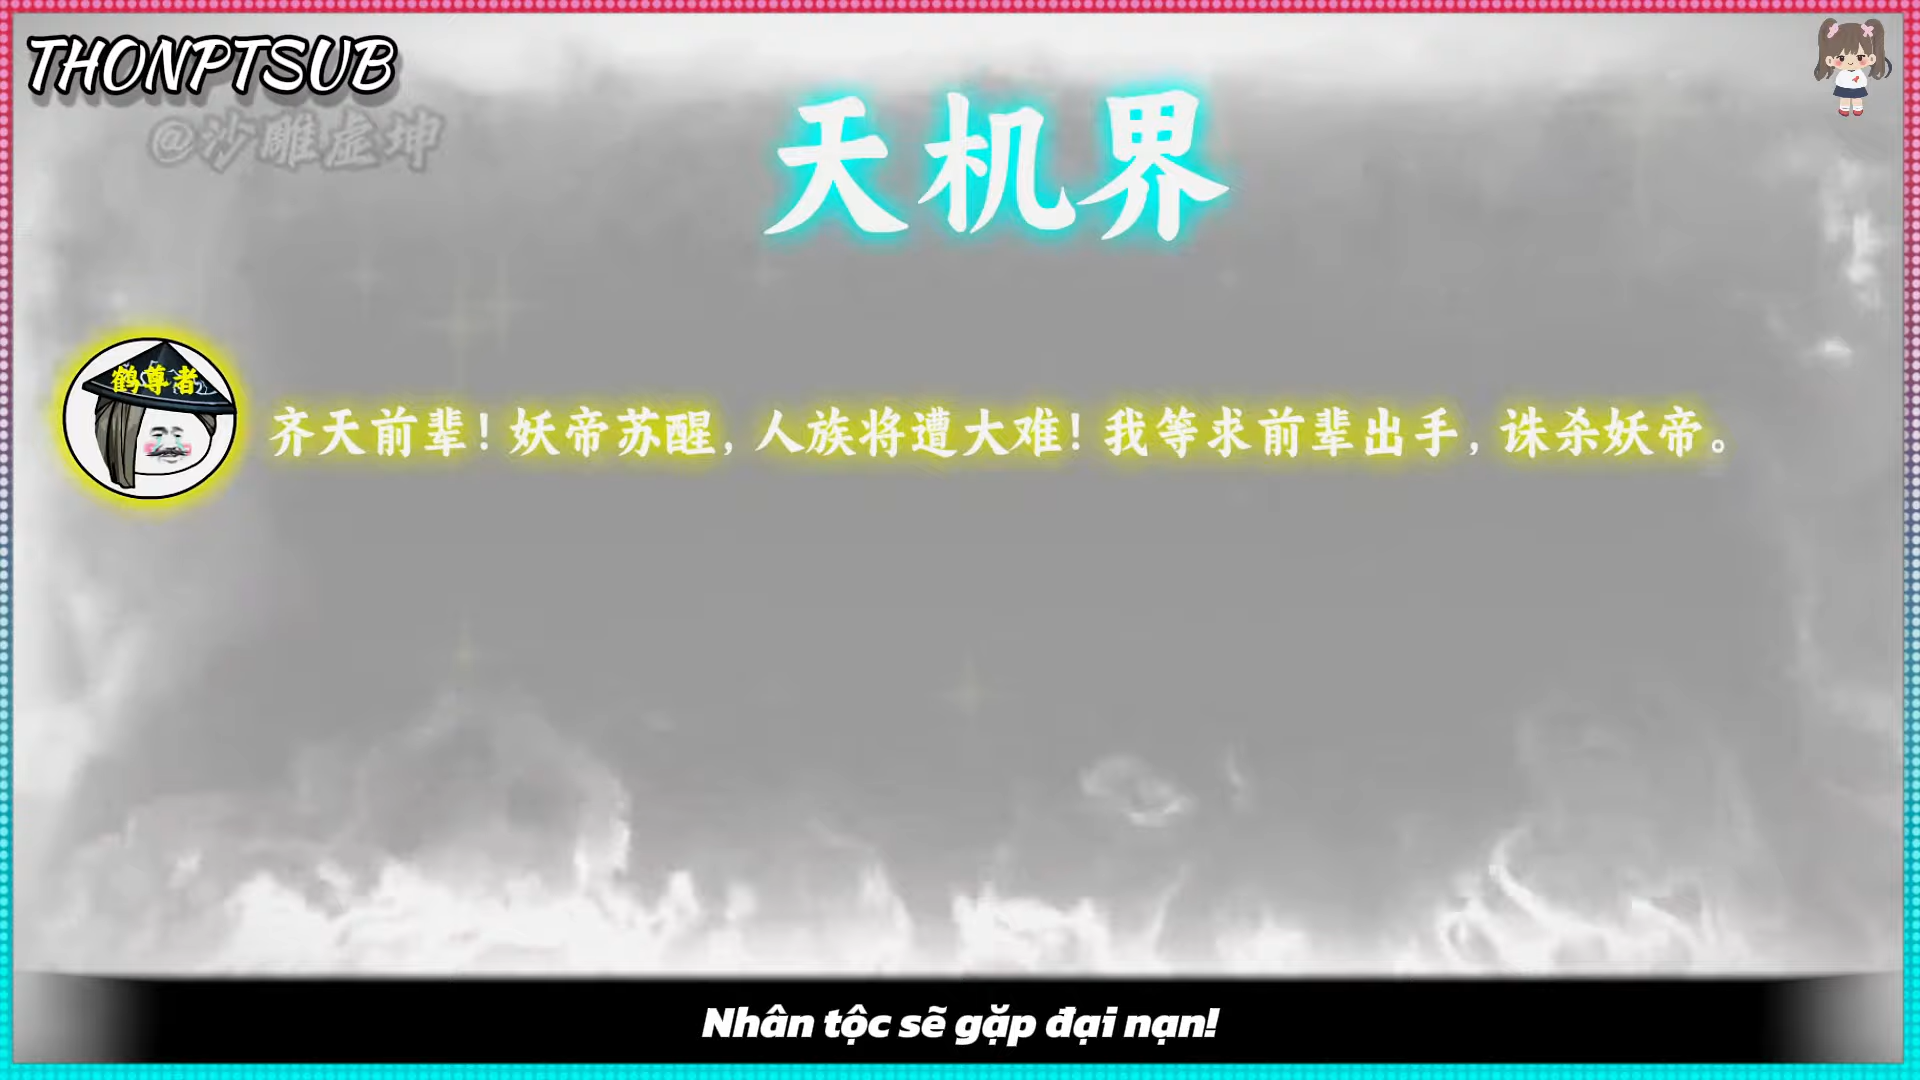 THONPTSUB
@沙雕虚坤
天机界
鹤尊者
齐天前辈！妖帝苏醒，人族将遭大难！我等求前辈出手，诛杀妖帝。
Nhân tộc sẽ gặp đại nạn!